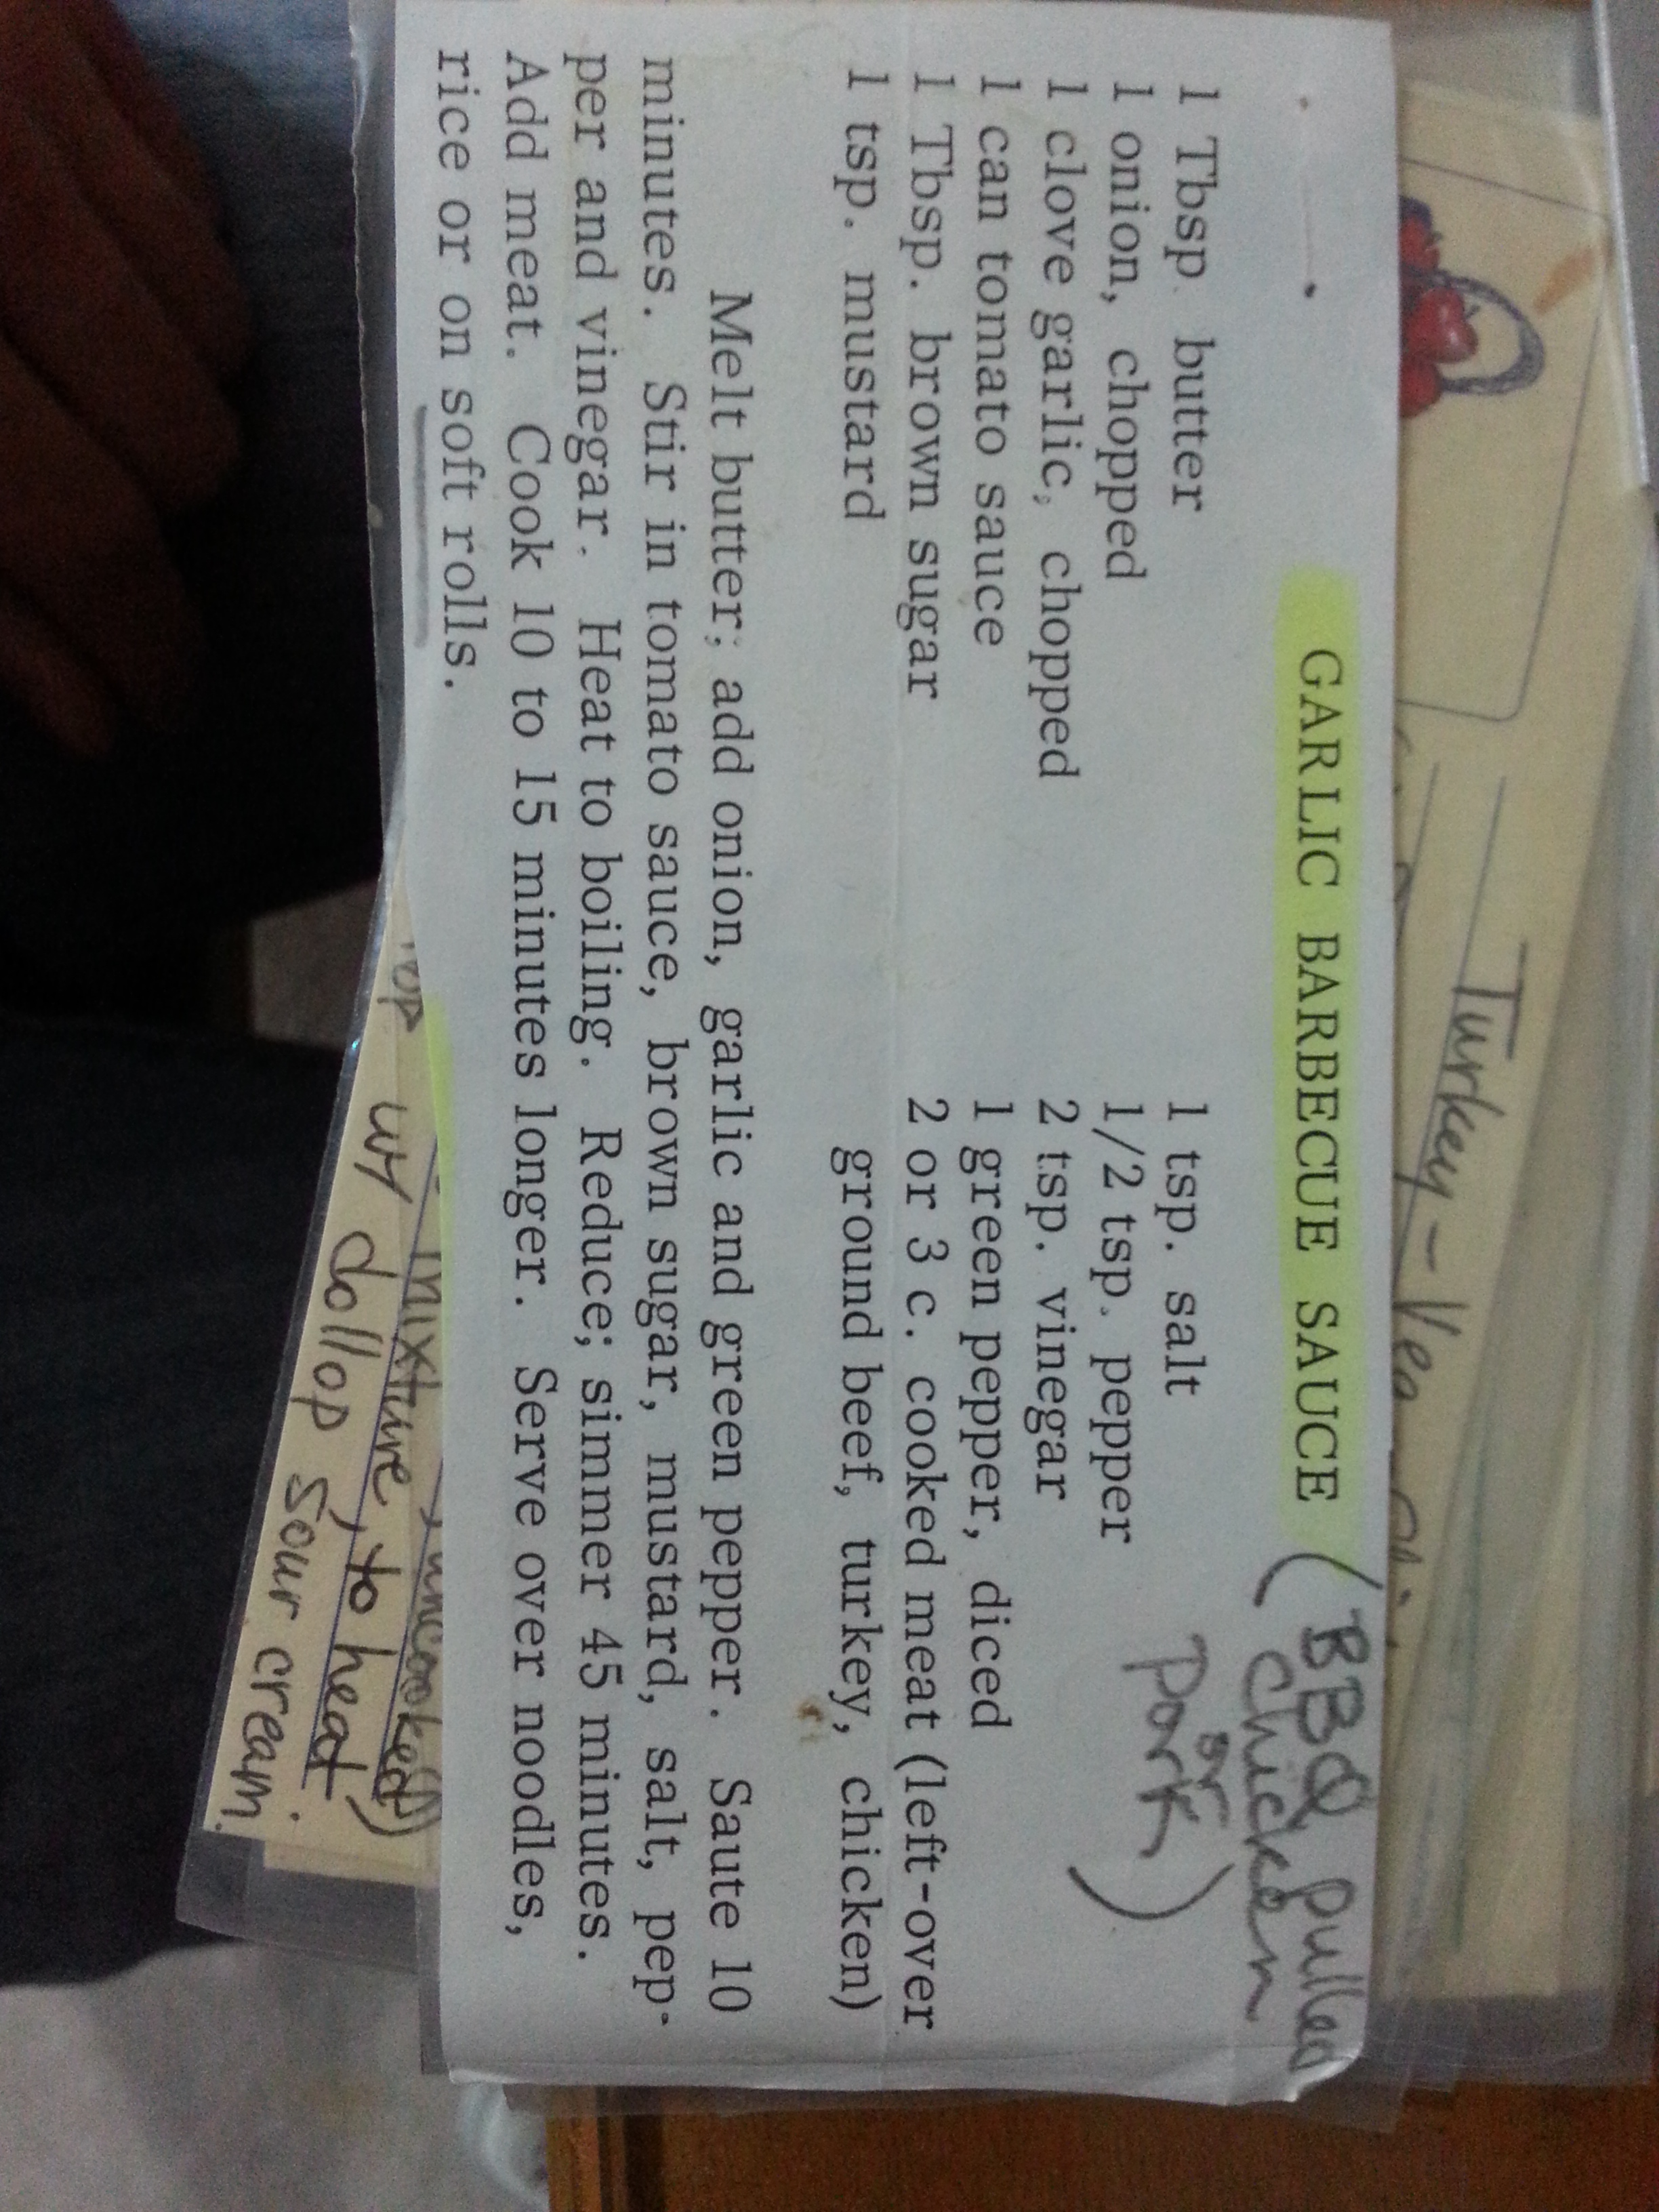 GARLIC BARBECUE SAUCE (BBQ pulled
chicken
or
Pork)
1 Tbsp. butter
1 onion, chopped
1 clove garlic, chopped
1 can tomato sauce
1 Tbsp. brown sugar
1 tsp. mustard
1 tsp. salt
1/2 tsp. pepper
2 tsp. vinegar
1 green pepper, diced
2 or 3 c. cooked meat (left-over
ground beef, turkey, chicken)
Melt butter; add onion, garlic and green pepper. Saute 10
minutes. Stir in tomato sauce, brown sugar, mustard, salt, pep-
per and vinegar. Heat to boiling. Reduce; simmer 45 minutes.
Add meat. Cook 10 to 15 minutes longer. Serve over noodles,
rice or on soft rolls.
Turkey -
uncooked)
mixture, to heat)
w/ dollop sour cream.